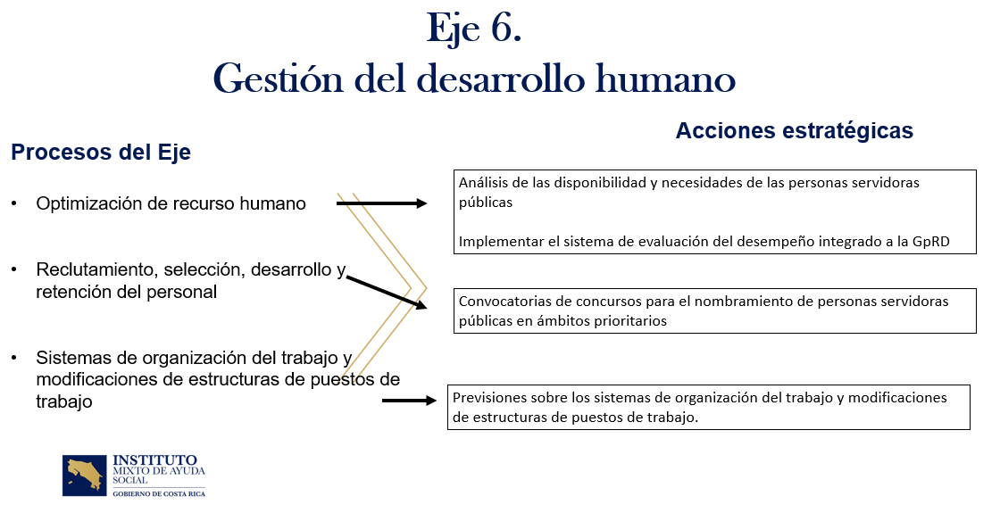 Eje 6.
Gestión del desarrollo humano
Procesos del Eje
• Optimización de recurso humano
• Reclutamiento, selección, desarrollo y
retención del personal
• Sistemas de organización del trabajo y
modificaciones de estructuras de puestos de
trabajo
Acciones estratégicas
Análisis de las disponibilidad y necesidades de las personas servidoras
públicas
Implementar el sistema de evaluación del desempeño integrado a la GpRD
Convocatorias de concursos para el nombramiento de personas servidoras
públicas en ámbitos prioritarios
Previsiones sobre los sistemas de organización del trabajo y modificaciones
de estructuras de puestos de trabajo.
INSTITUTO
MIXTO DE AYUDA
SOCIAL
GOBIERNO DE COSTA RICA